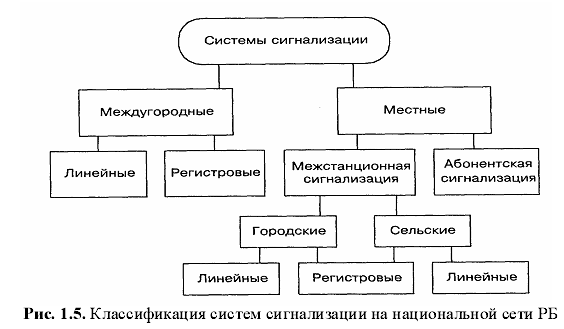 Системы сигнализации
Междугородные
Местные
Линейные
Регистровые
Межстанционная
сигнализация
Абонентская
сигнализация
Городские
Сельские
Линейные
Регистровые
Линейные
Рис. 1.5. Классификация систем сигнализации на национальной сети РБ